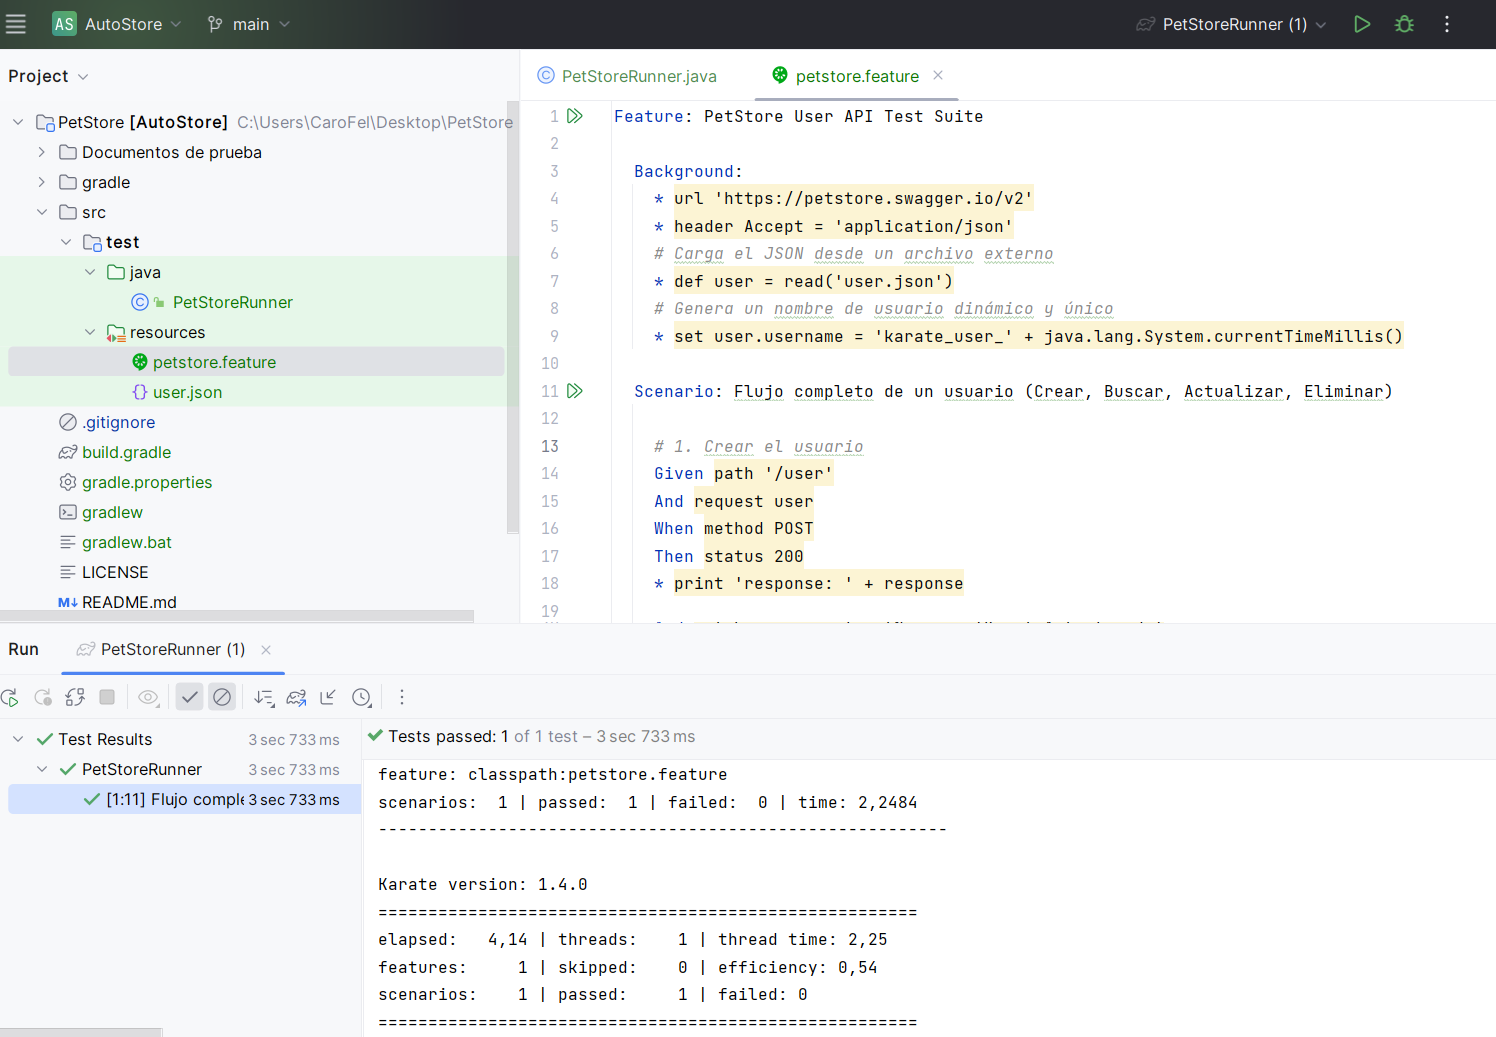 AS AutoStore main PetStoreRunner (1)
Project
PetStore [AutoStore] C:\Users\CaroFel\Desktop\PetStore
Documentos de prueba
gradle
src
test
java
PetStoreRunner
resources
petstore.feature
user.json
.gitignore
build.gradle
gradle.properties
gradlew
gradlew.bat
LICENSE
README.md
PetStoreRunner.java petstore.feature
1 Feature: PetStore User API Test Suite
2
3 Background:
4 * url 'https://petstore.swagger.io/v2'
5 * header Accept = 'application/json'
6 # Carga el JSON desde un archivo externo
7 * def user = read('user.json')
8 # Genera un nombre de usuario dinámico y único
9 * set user.username = 'karate_user_' + java.lang.System.currentTimeMillis()
10
11 Scenario: Flujo completo de un usuario (Crear, Buscar, Actualizar, Eliminar)
12
13 # 1. Crear el usuario
14 Given path '/user'
15 And request user
16 When method POST
17 Then status 200
18 * print 'response: ' + response
19
Run PetStoreRunner (1)
Test Results 3 sec 733 ms
PetStoreRunner 3 sec 733 ms
[1:11] Flujo comple 3 sec 733 ms
Tests passed: 1 of 1 test – 3 sec 733 ms
feature: classpath:petstore.feature
scenarios: 1 | passed: 1 | failed: 0 | time: 2,2484
---------------------------------------------------------
Karate version: 1.4.0
======================================================
elapsed: 4,14 | threads: 1 | thread time: 2,25
features: 1 | skipped: 0 | efficiency: 0,54
scenarios: 1 | passed: 1 | failed: 0
======================================================